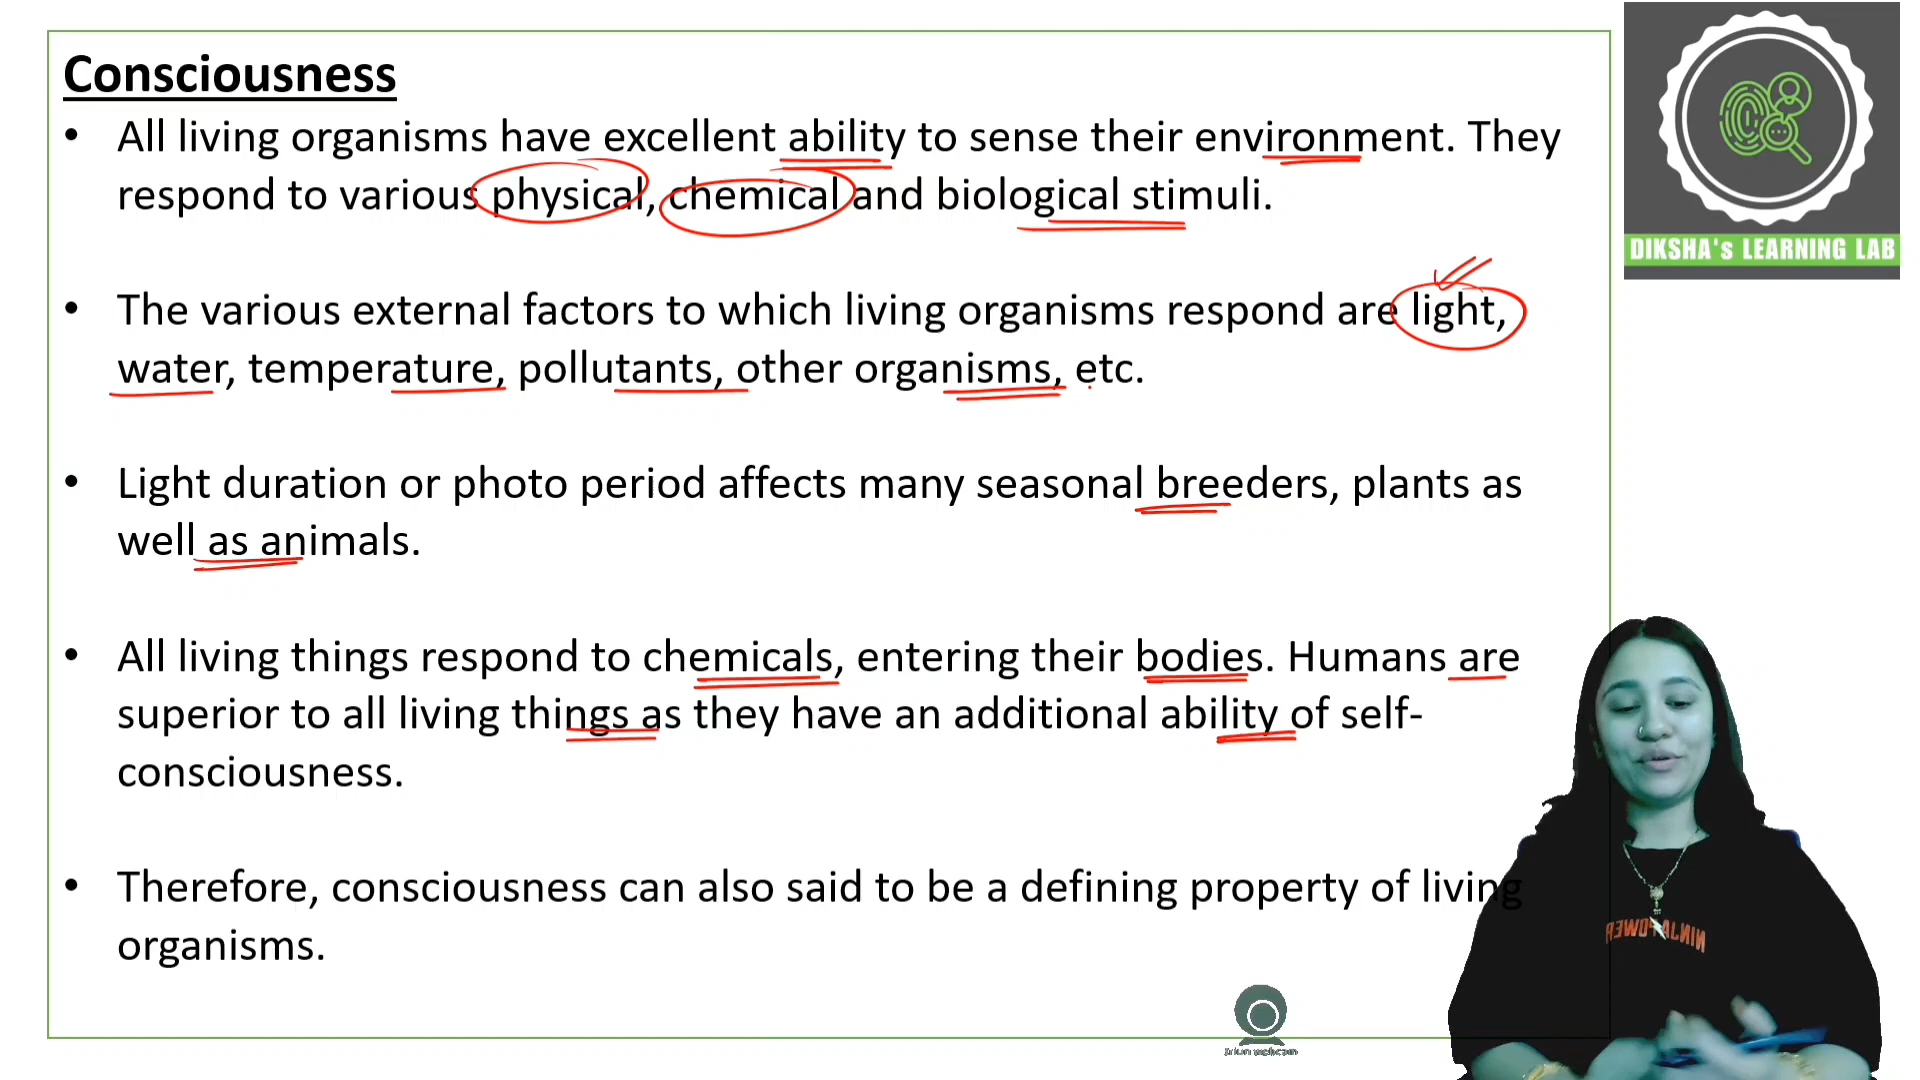 Consciousness
• All living organisms have excellent ability to sense their environment. They
respond to various physical, chemical and biological stimuli.
• The various external factors to which living organisms respond are light,
water, temperature, pollutants, other organisms, etc.
• Light duration or photo period affects many seasonal breeders, plants as
well as animals.
• All living things respond to chemicals, entering their bodies. Humans are
superior to all living things as they have an additional ability of self-
consciousness.
• Therefore, consciousness can also said to be a defining property of living
organisms.
DIKSHA's LEARNING LAB
NINJA POWER
Iriun webcam